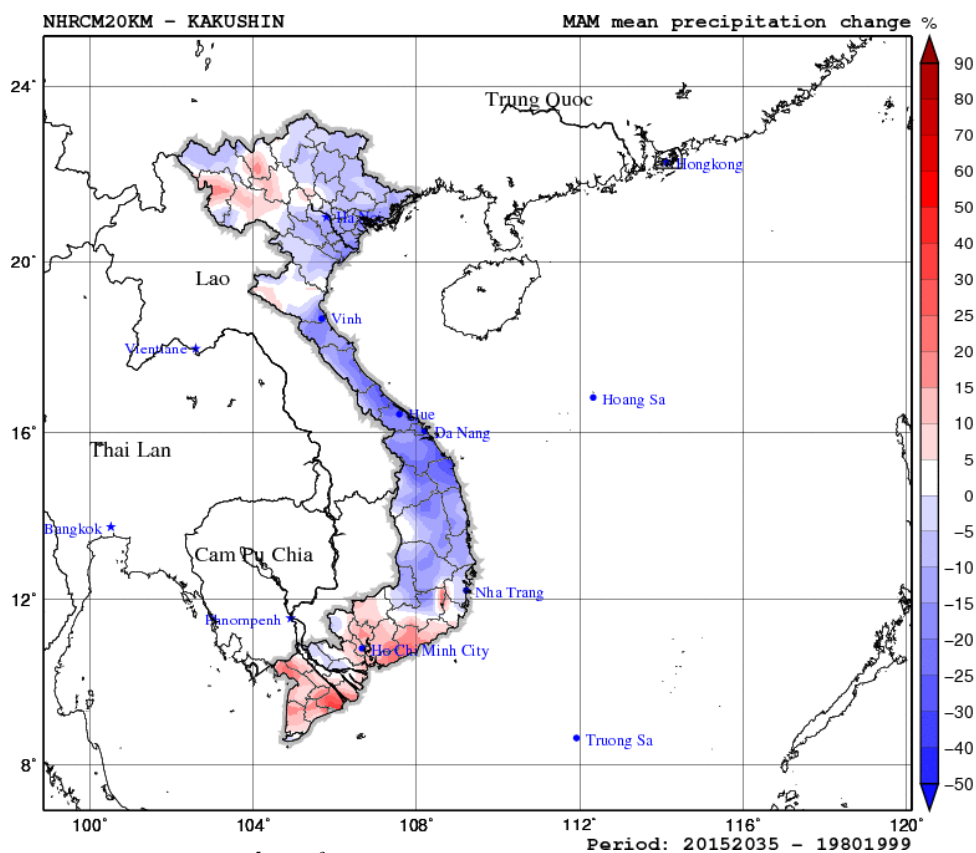 NHRCM20KM - KAKUSHIN
MAM mean precipitation change %
24°
20°
16°
12°
8°
100°
104°
108°
112°
116°
120°
Trung Quoc
Hongkong
Lao
Vinh
Vientiane
Hue
Da Nang
Hoang Sa
Thai Lan
Bangkok
Cam Pu Chia
Nha Trang
Phnompenh
Ho Chi Minh City
Truong Sa
90
80
70
60
50
40
30
25
20
15
10
5
0
-5
-10
-15
-20
-25
-30
-40
-50
Period: 20152035 - 19801999